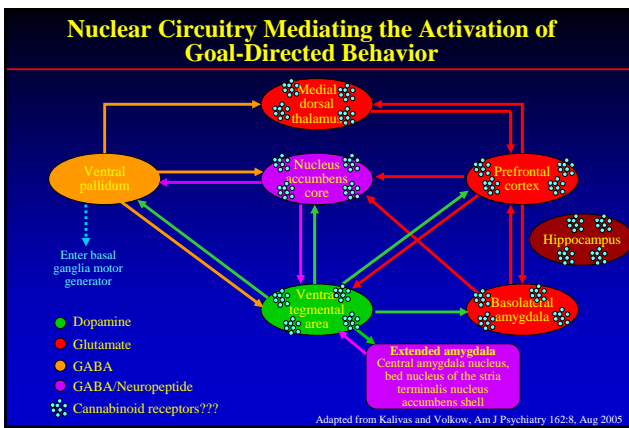 Nuclear Circuitry Mediating the Activation of
Goal-Directed Behavior
Medial
dorsal
thalamus
Ventral
pallidum
Nucleus
accumbens
core
Prefrontal
cortex
Hippocampus
Enter basal
ganglia motor
generator
Ventral
tegmental
area
Basolateral
amygdala
Dopamine
Glutamate
GABA
GABA/Neuropeptide
Cannabinoid receptors???
Extended amygdala
Central amygdala nucleus,
bed nucleus of the stria
terminalis nucleus
accumbens shell
Adapted from Kalivas and Volkow, Am J Psychiatry 162:8, Aug 2005